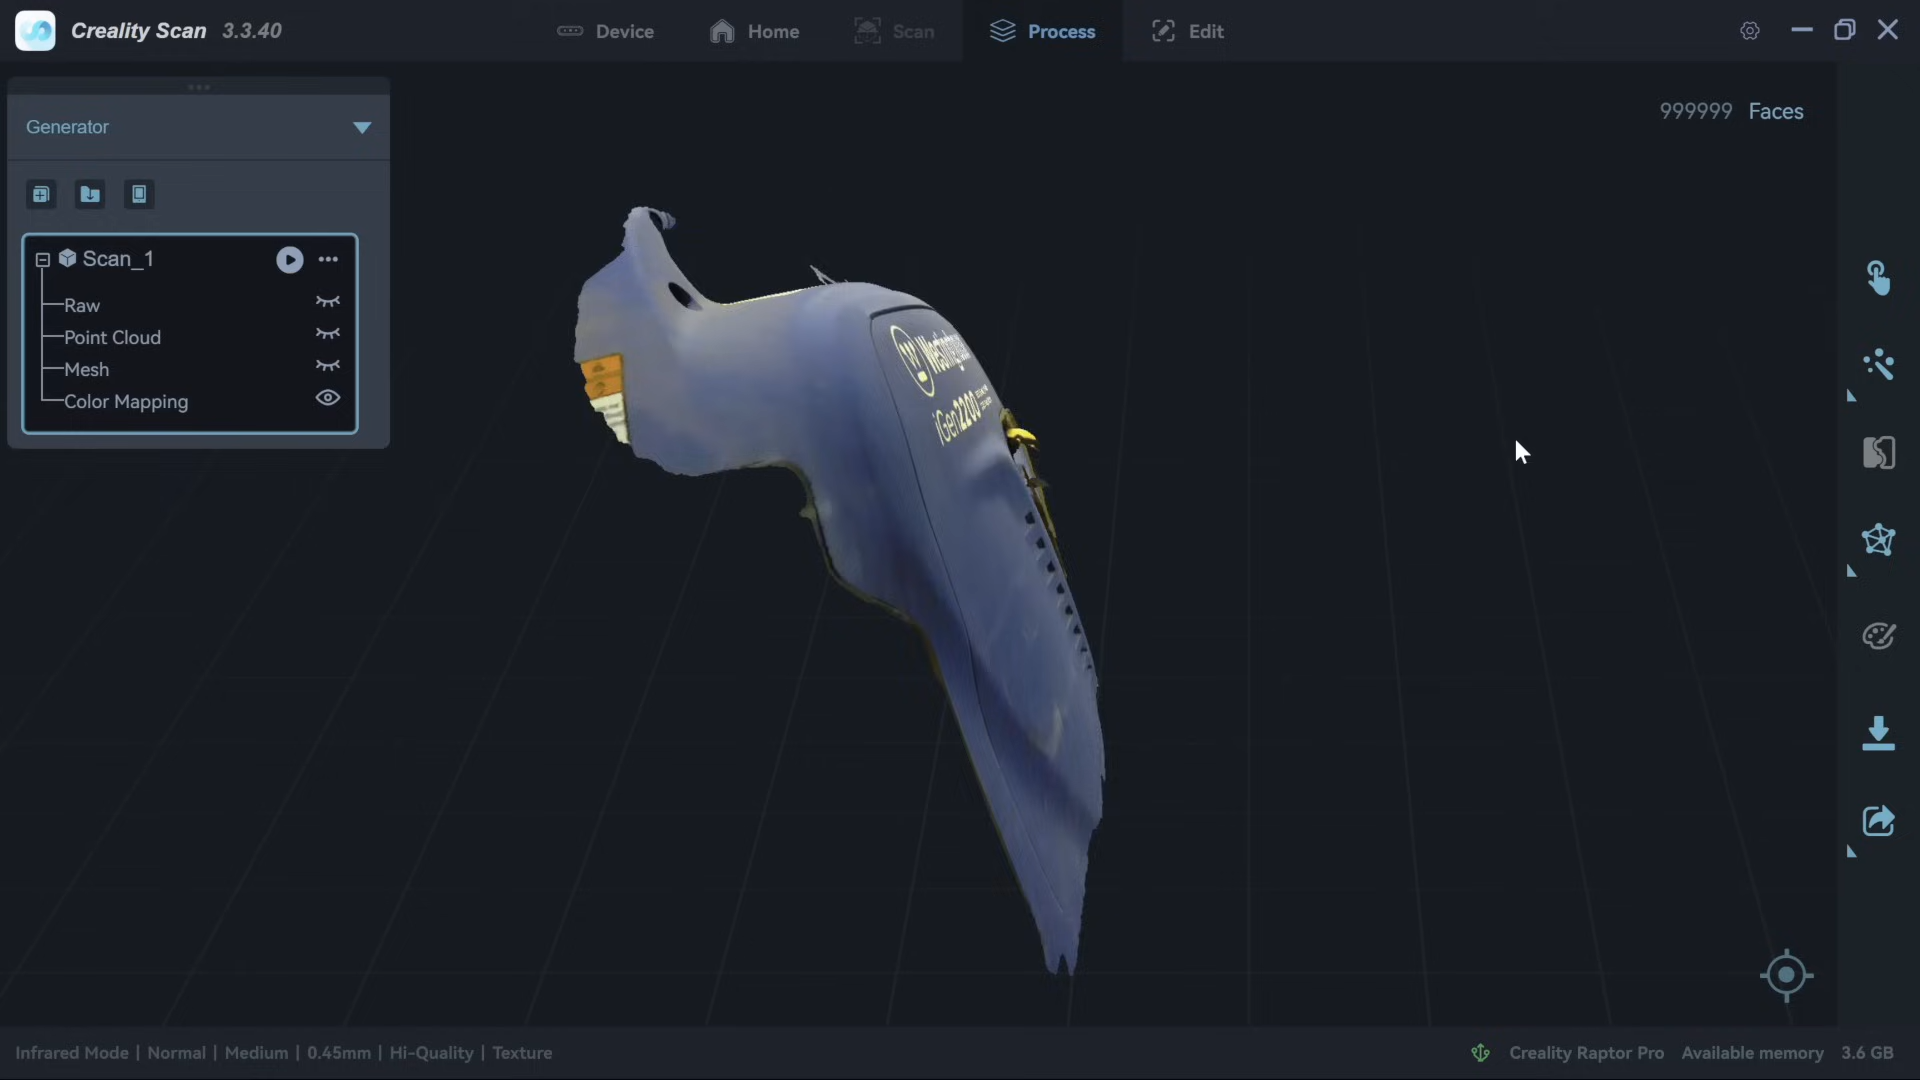 Creality Scan 3.3.40
Device
Home
Scan
Process
Edit
Generator
999999 Faces
Scan_1
Raw
Point Cloud
Mesh
Color Mapping
iGen2200
Infrared Mode | Normal | Medium | 0.45mm | Hi-Quality | Texture
Creality Raptor Pro Available memory 3.6 GB